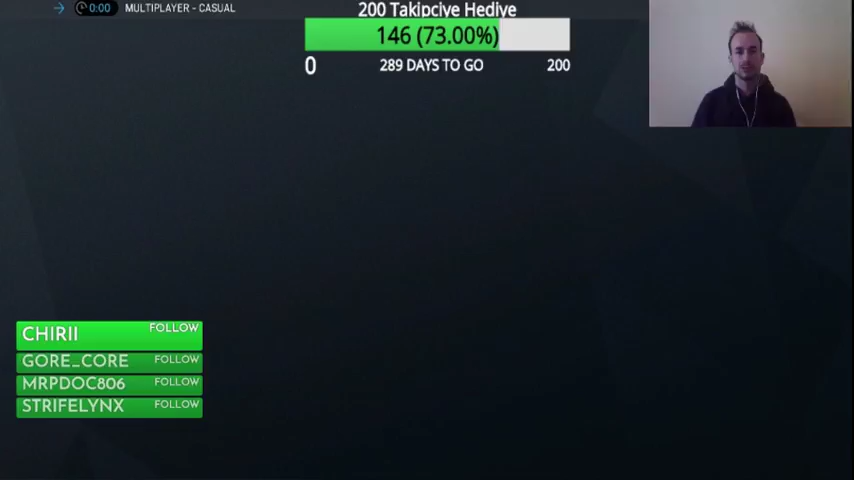 0:00 MULTIPLAYER - CASUAL
200 Takipciye Hediye
146 (73.00%)
0 289 DAYS TO GO 200
CHIRII FOLLOW
GORE_CORE FOLLOW
MRPDOC806 FOLLOW
STRIFELYNX FOLLOW